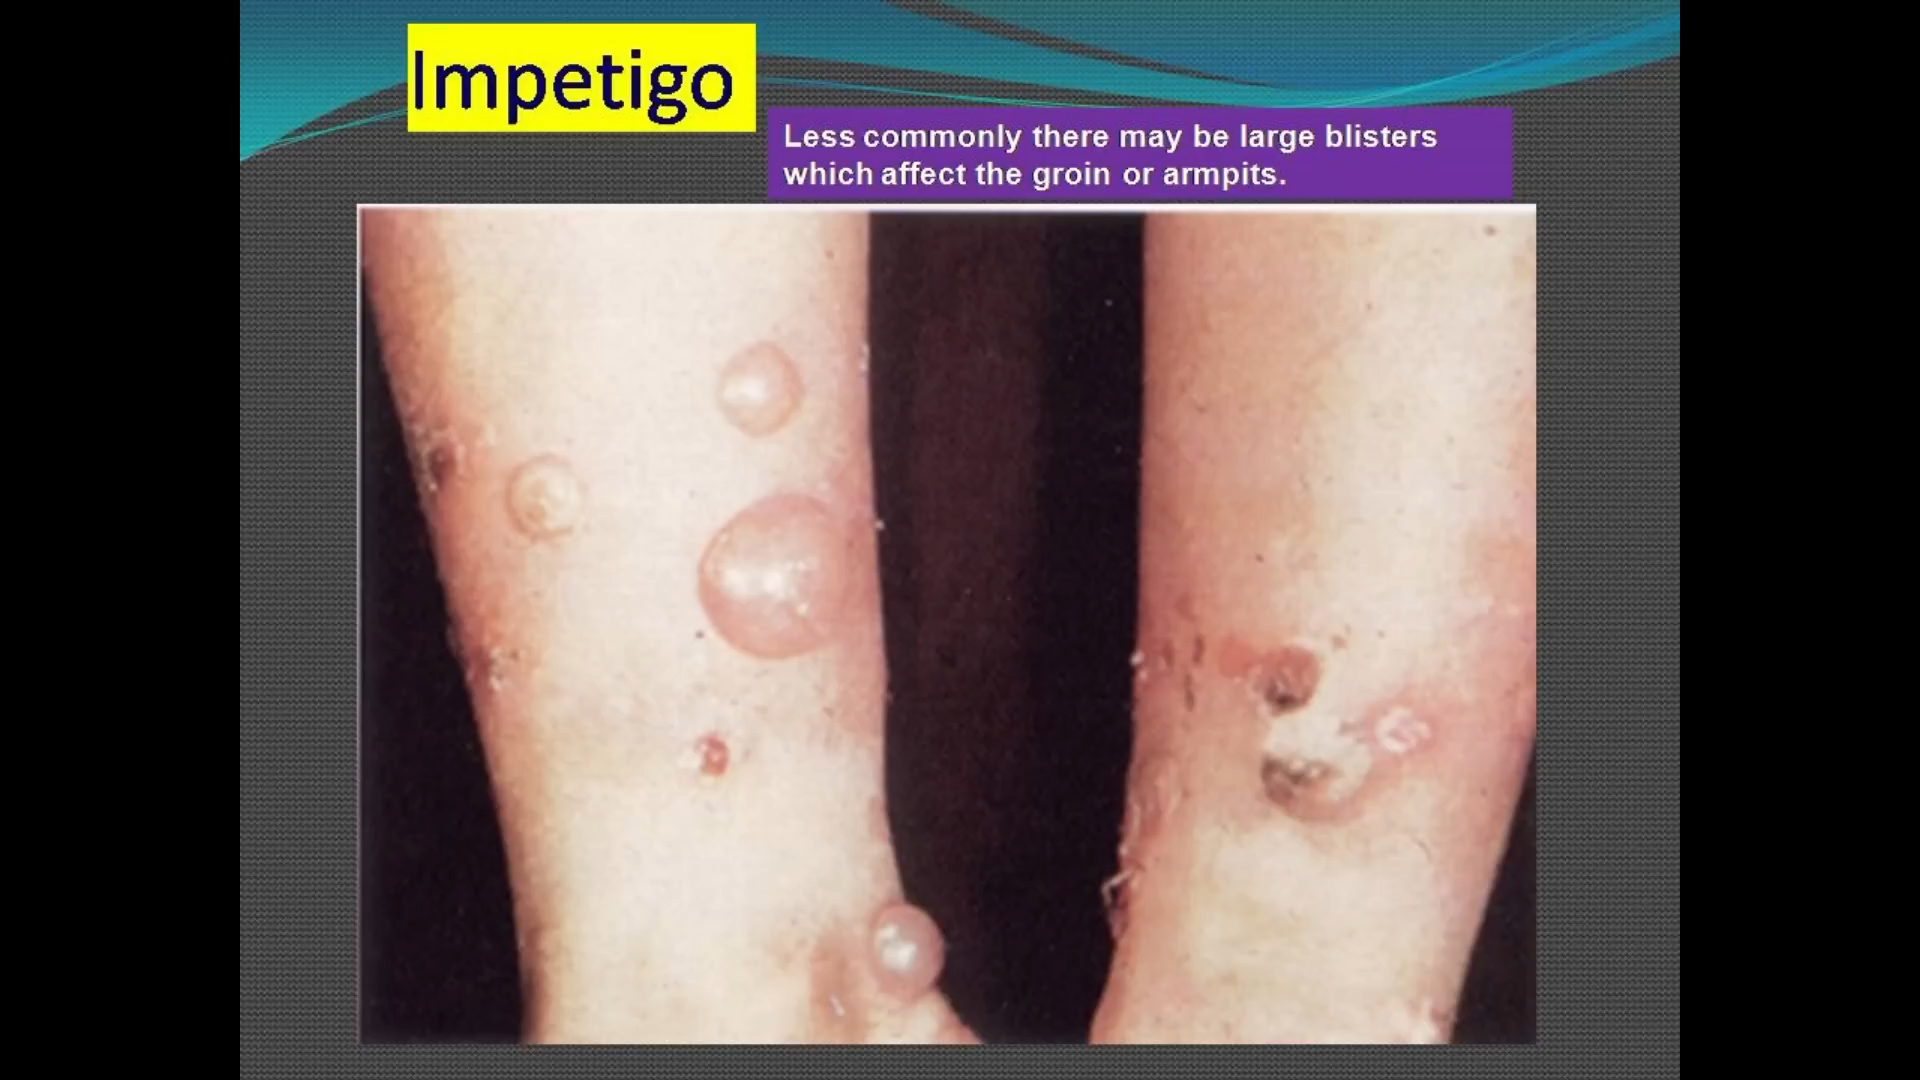 Impetigo
Less commonly there may be large blisters
which affect the groin or armpits.